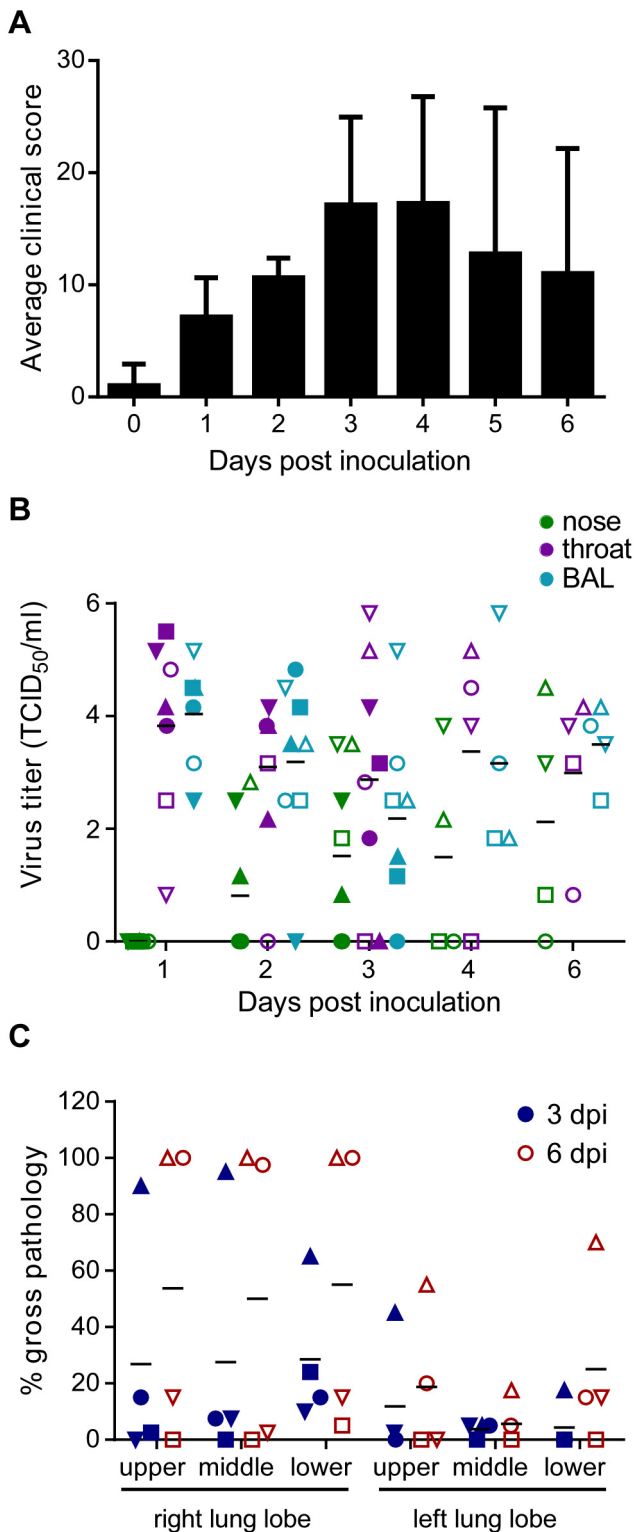 A
30
20
10
0
Average clinical score
0 1 2 3 4 5 6
Days post inoculation
B
nose
throat
BAL
6
4
2
0
Virus titer (TCID50/ml)
1 2 3 4 6
Days post inoculation
C
120
100
80
60
40
20
0
% gross pathology
3 dpi
6 dpi
upper middle lower upper middle lower
right lung lobe left lung lobe